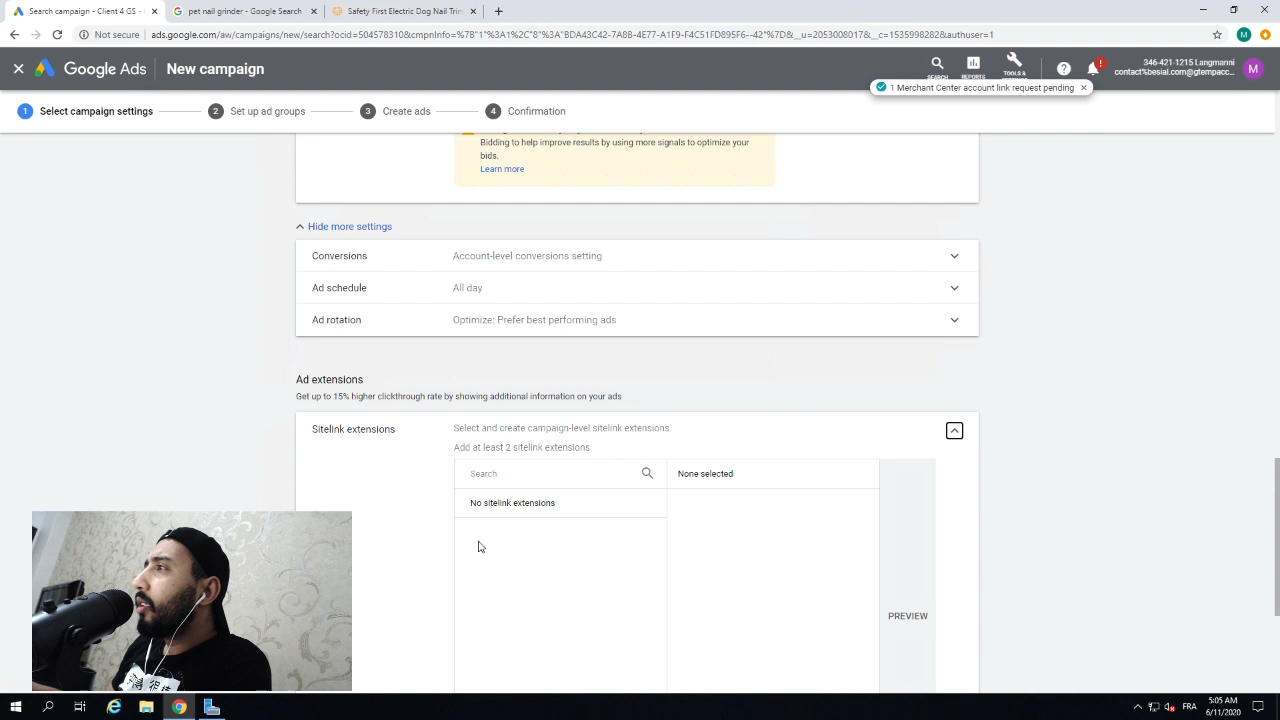 Search campaign - Client 4 GS -
pet nail grinder - Google Search
Safety First Electric Dog Nail Trim
Not secure
ads.google.com/aw/campaigns/new/search?ocid=504578310&cmpnInfo=%7B"1"%3A1%2C"8"%3A"BDA43C42-7A8B-4E77-A1F9-F4C51FD895F6--42"%7D&__u=2053008017&__c=1535998282&authuser=1
M
Google Ads
New campaign
SEARCH
REPORTS
TOOLS &
346-421-1215 Langmanni
contact%besial.com@gtempacc...
M
1 Merchant Center account link request pending
1 Select campaign settings
2 Set up ad groups
3 Create ads
4 Confirmation
Bidding to help improve results by using more signals to optimize your
bids.
Learn more
Hide more settings
Conversions Account-level conversions setting
Ad schedule All day
Ad rotation Optimize: Prefer best performing ads
Ad extensions
Get up to 15% higher clickthrough rate by showing additional information on your ads
Sitelink extensions Select and create campaign-level sitelink extensions
Add at least 2 sitelink extensions
Search
None selected
No sitelink extensions
PREVIEW
FRA
5:05 AM
6/11/2020